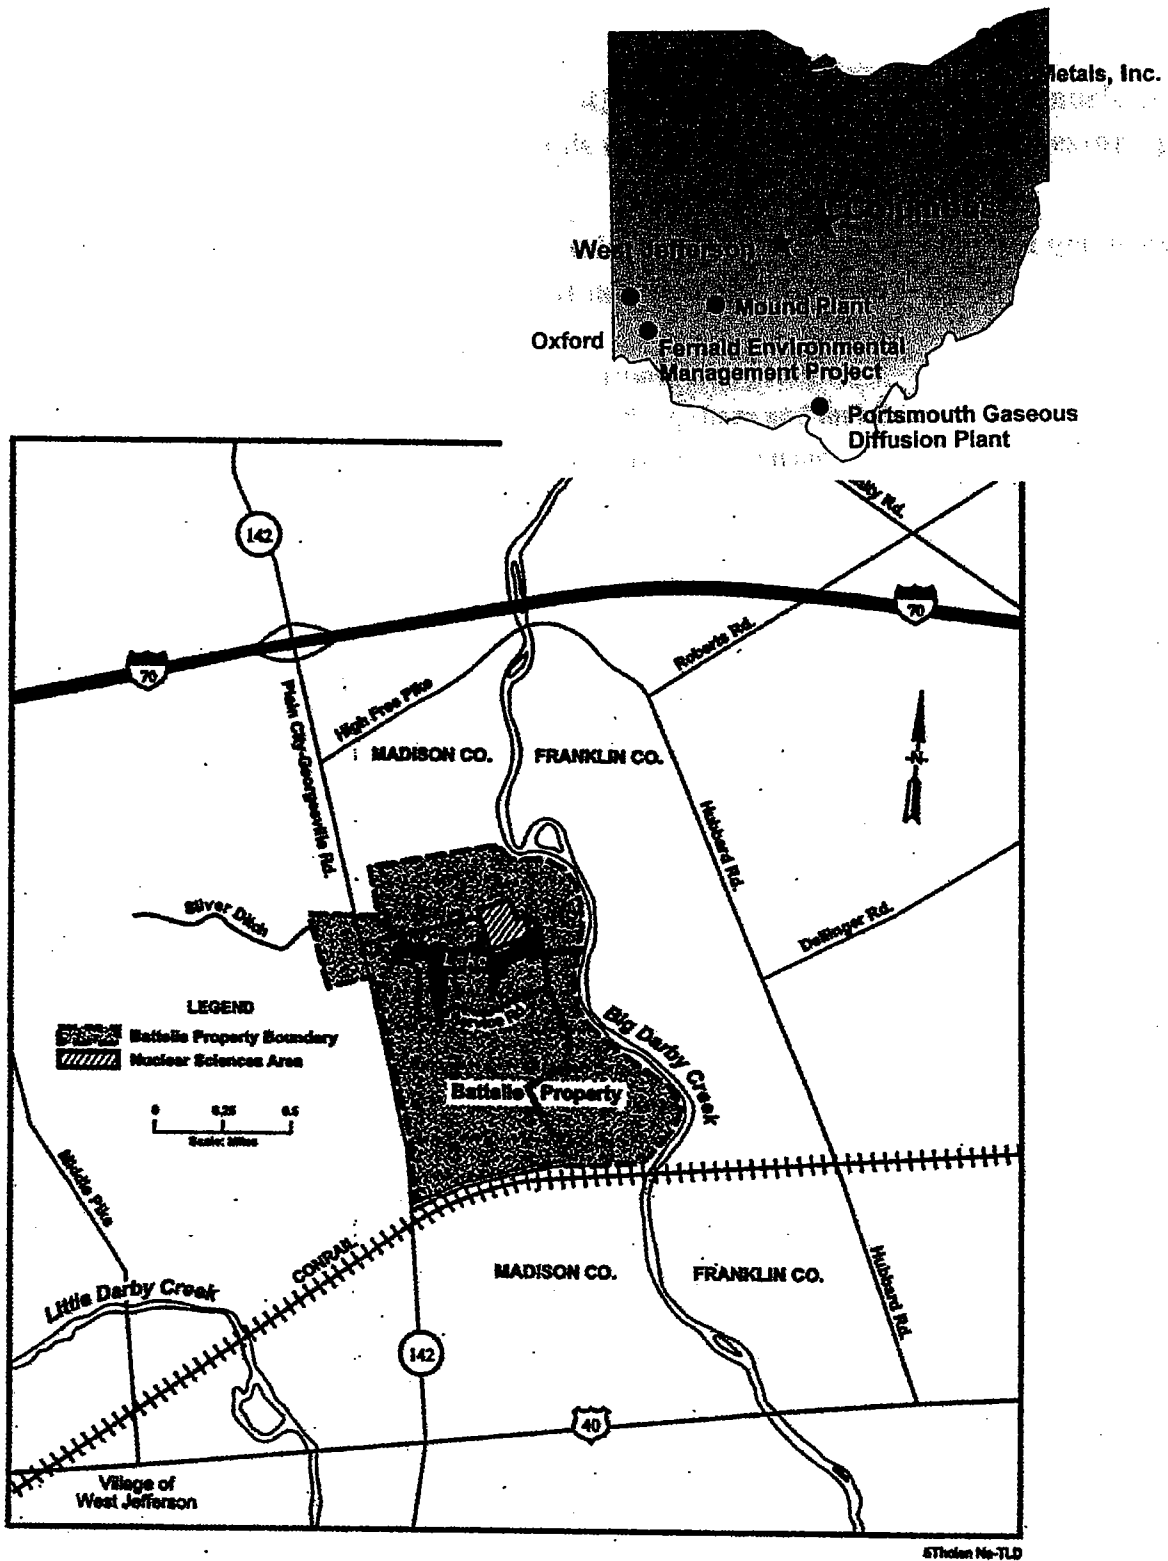 Metals, Inc.
Columbus
West Jefferson
Mound Plant
Oxford
Fernald Environmental
Management Project
Portsmouth Gaseous
Diffusion Plant
142
Rd.
70
70
Roberts Rd.
High Free Pike
Plain City-Georgesville Rd.
MADISON CO.
FRANKLIN CO.
-N-
Hubbard Rd.
Silver Ditch
Dellinger Rd.
Lake
LEGEND
Battelle Property Boundary
Nuclear Sciences Area
Big Darby Creek
Battelle Property
0 0.25 0.5
Scale: Miles
Middle Pike
CONRAIL
MADISON CO.
FRANKLIN CO.
Hubbard Rd.
Little Darby Creek
142
40
Village of
West Jefferson